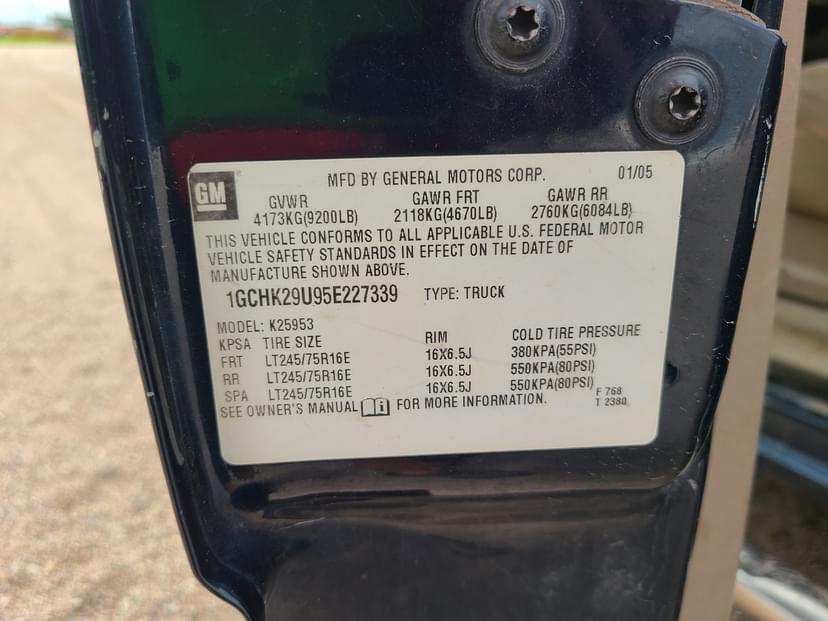 GM
MFD BY GENERAL MOTORS CORP. 01/05
GVWR GAWR FRT GAWR RR
4173KG(9200LB) 2118KG(4670LB) 2760KG(6084LB)
THIS VEHICLE CONFORMS TO ALL APPLICABLE U.S. FEDERAL MOTOR
VEHICLE SAFETY STANDARDS IN EFFECT ON THE DATE OF
MANUFACTURE SHOWN ABOVE.
1GCHK29U95E227339 TYPE: TRUCK
MODEL: K25953
KPSA TIRE SIZE RIM COLD TIRE PRESSURE
FRT LT245/75R16E 16X6.5J 380KPA(55PSI)
RR LT245/75R16E 16X6.5J 550KPA(80PSI)
SPA LT245/75R16E 16X6.5J 550KPA(80PSI)
SEE OWNER'S MANUAL i FOR MORE INFORMATION.
F 768
T 2380